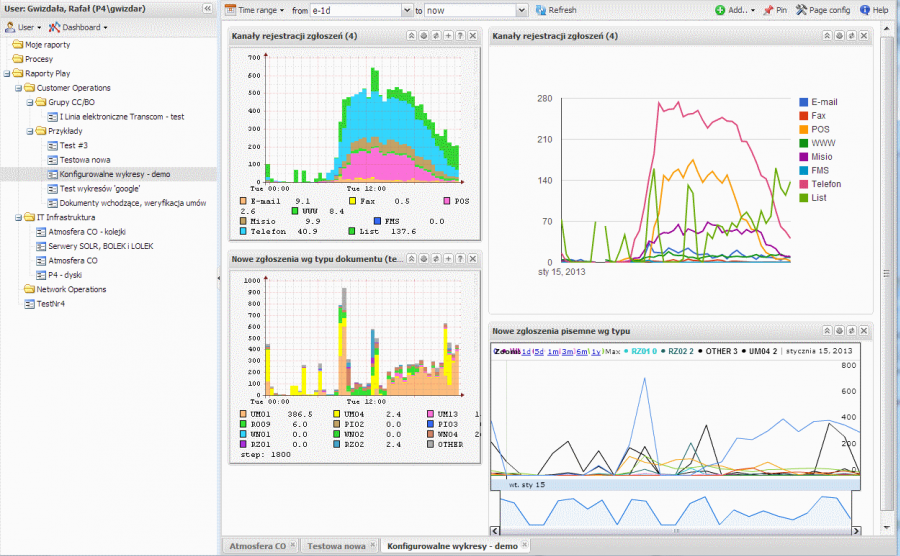 User: Gwizdała, Rafał (P4\gwizdar)
User Dashboard
Moje raporty
Procesy
Raporty Play
Customer Operations
Grupy CC/BO
I Linia elektroniczne Transcom - test
Przykłady
Test #3
Testowa nowa
Konfigurowalne wykresy - demo
Test wykresów 'google'
Dokumenty wchodzące, weryfikacja umów
IT Infrastruktura
Atmosfera CO - kolejki
Serwery SOLR, BOLEK i LOLEK
Atmosfera CO
P4 - dyski
Network Operations
TestNr4
Time range from e-1d to now Refresh
Add.. Pin Page config Help
Kanały rejestracji zgłoszeń (4)
700
600
500
400
300
200
100
0
Tue 00:00 Tue 12:00
E-mail 9.1 Fax 0.5 POS
2.6 WWW 8.4
Misio 9.9 FMS 0.0
Telefon 40.9 List 137.6
Nowe zgłoszenia wg typu dokumentu (te...
1000
900
800
700
600
500
400
300
200
100
0
Tue 00:00 Tue 12:00
UM01 386.5 UM04 2.4 UM13
RO09 6.0 PIO2 0.0 PIO3
WN01 0.0 WN02 0.0 WN04 2
RZ01 0.0 RZ02 2.4 OTHER
step: 1800
Kanały rejestracji zgłoszeń (4)
280
210
140
70
0
sty 15, 2013
E-mail
Fax
POS
WWW
Misio
FMS
Telefon
List
Nowe zgłoszenia pisemne wg typu
1d 5d 1m 3m 6m 1y Max RZ01 0 RZ02 2 OTHER 3 UM04 2 | stycznia 15, 2013
800
600
400
200
0
wt. sty 15
Atmosfera CO Testowa nowa Konfigurowalne wykresy - demo